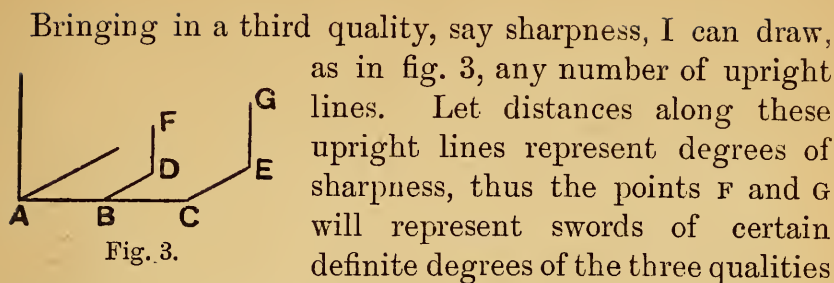 Bringing in a third quality, say sharpness, I can draw,
as in fig. 3, any number of upright
lines. Let distances along these
upright lines represent degrees of
sharpness, thus the points F and G
will represent swords of certain
definite degrees of the three qualities
G
F
D
E
A B C
Fig. 3.